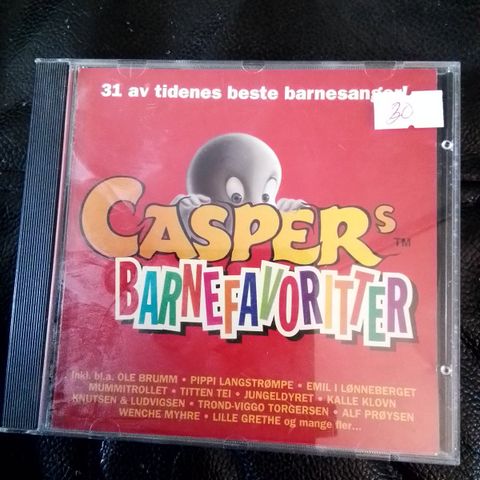 31 av tidenes beste barnesanger!
30
CASPERs TM
BARNEFAVORITTER
Inkl. bl.a. OLE BRUMM • PIPPI LANGSTRØMPE • EMIL I LØNNEBERGET
MUMMITROLLET • TITTEN TEI • JUNGELDYRET • KALLE KLOVN
KNUTSEN & LUDVIGSEN • TROND-VIGGO TORGERSEN • ALF PRØYSEN
WENCHE MYHRE • LILLE GRETHE og mange fler...